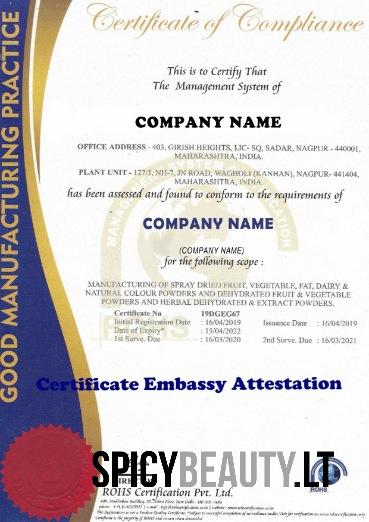 Certificate of Compliance
GOOD MANUFACTURING PRACTICE
This is to Certify That
The Management System of
COMPANY NAME
OFFICE ADDRESS - 403, GIRISH HEIGHTS, LIC- SQ, SADAR, NAGPUR - 440001,
MAHARASHTRA, INDIA.
PLANT UNIT - 127/5, NH-7, JN ROAD, WAGHOLI (KANHAN), NAGPUR- 441404,
MAHARASHTRA, INDIA
has been assessed and found to conform to the requirements of
COMPANY NAME
(COMPANY NAME)
for the following scope :
MANUFACTURING OF SPRAY DRIED FRUIT, VEGETABLE, FAT, DAIRY &
NATURAL COLOUR POWDERS AND DEHYDRATED FRUIT & VEGETABLE
POWDERS AND HERBAL DEHYDRATED & EXTRACT POWDERS.
Certificate No : 19DGEG67
Initial Registration Date : 16/04/2019 Issuance Date : 16/04/2019
Date of Expiry* : 15/04/2022
1st Surve. Due : 16/03/2020 2nd Surve. Due : 16/03/2021
Certificate Embassy Attestation
SPICYBEAUTY.LT
ROHS Certification Pvt. Ltd.
ROHS